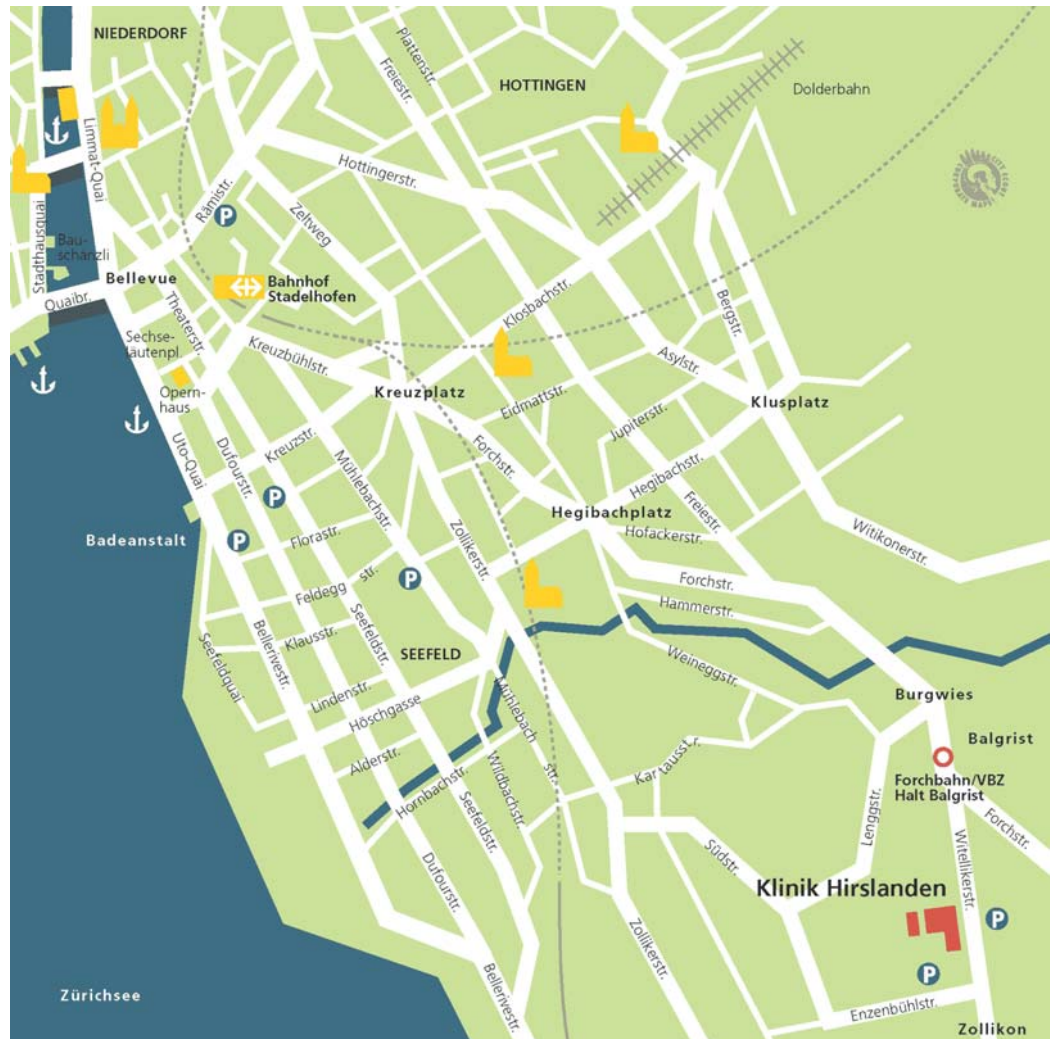 NIEDERDORF
Plattenstr.
Freiestr.
HOTTINGEN
Dolderbahn
Limmat-Quai
Hottingerstr.
Rämistr.
P
Zeltweg
Stadthausquai
Bau-
schänzli
Bellevue
Quaibr.
Theaterstr.
Bahnhof
Stadelhofen
Klosbachstr.
Bergstr.
Sechse-
läutenpl.
Kreuzbühlstr.
Asylstr.
Opern-
haus
Kreuzplatz
Eidmattstr.
Jupiterstr.
Klusplatz
Uto-Quai
Dufourstr.
Kreuzstr.
Mühlebachstr.
Forchstr.
Hegibachstr.
P
Hegibachplatz
Freiestr.
Hofackerstr.
Witikonerstr.
Badeanstalt
P
Florastr.
Zollikerstr.
P
Feldegg str.
Forchstr.
Hammerstr.
Klausstr.
Seefeldstr.
Bellerivestr.
Seefeldquai
SEEFELD
Weineggstr.
Lindenstr.
Höschgasse
Mühlebach str.
Burgwies
Alderstr.
Balgrist
Hornbachstr.
Wildbachstr.
Kartausstr.
Forchbahn/VBZ
Halt Balgrist
Seefeldstr.
Lenggstr.
Forchstr.
Südstr.
Witellikerstr.
Dufourstr.
Klinik Hirslanden
Zollikerstr.
P
P
Bellerivestr.
Zürichsee
Enzenbühlstr.
Zollikon